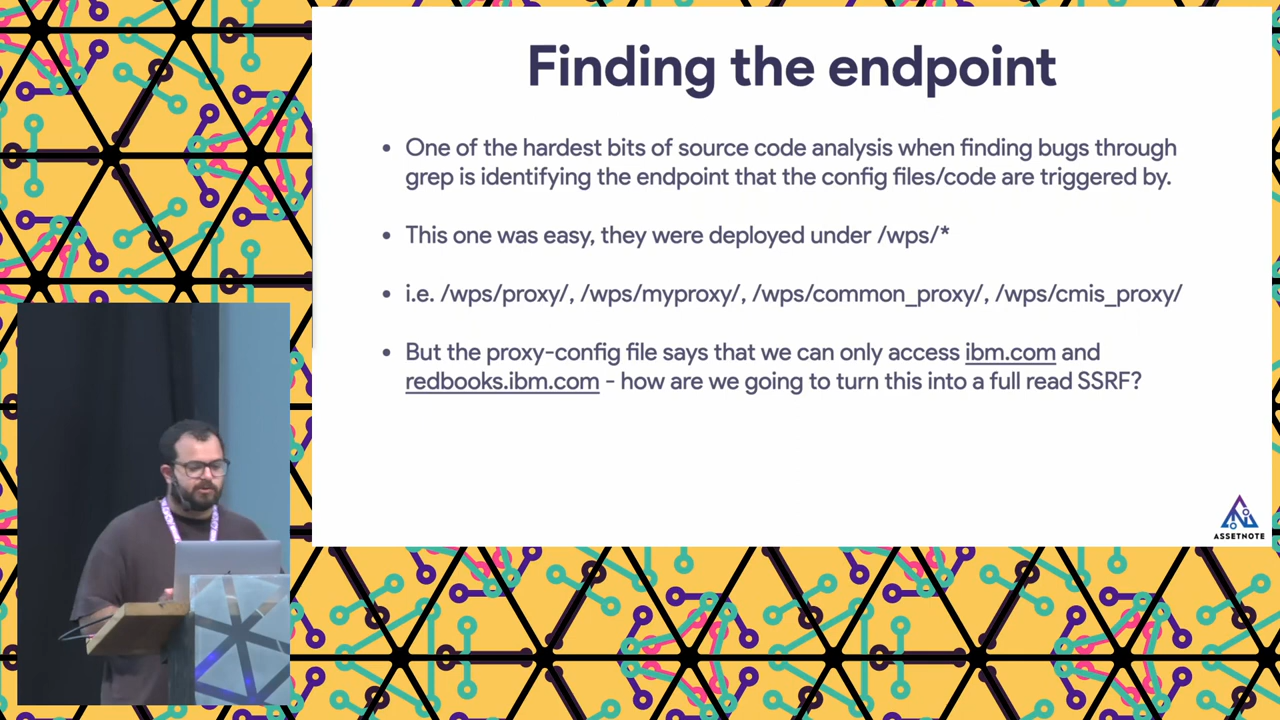 Finding the endpoint
• One of the hardest bits of source code analysis when finding bugs through
grep is identifying the endpoint that the config files/code are triggered by.
• This one was easy, they were deployed under /wps/*
• i.e. /wps/proxy/, /wps/myproxy/, /wps/common_proxy/, /wps/cmis_proxy/
• But the proxy-config file says that we can only access ibm.com and
redbooks.ibm.com - how are we going to turn this into a full read SSRF?
ASSETNOTE